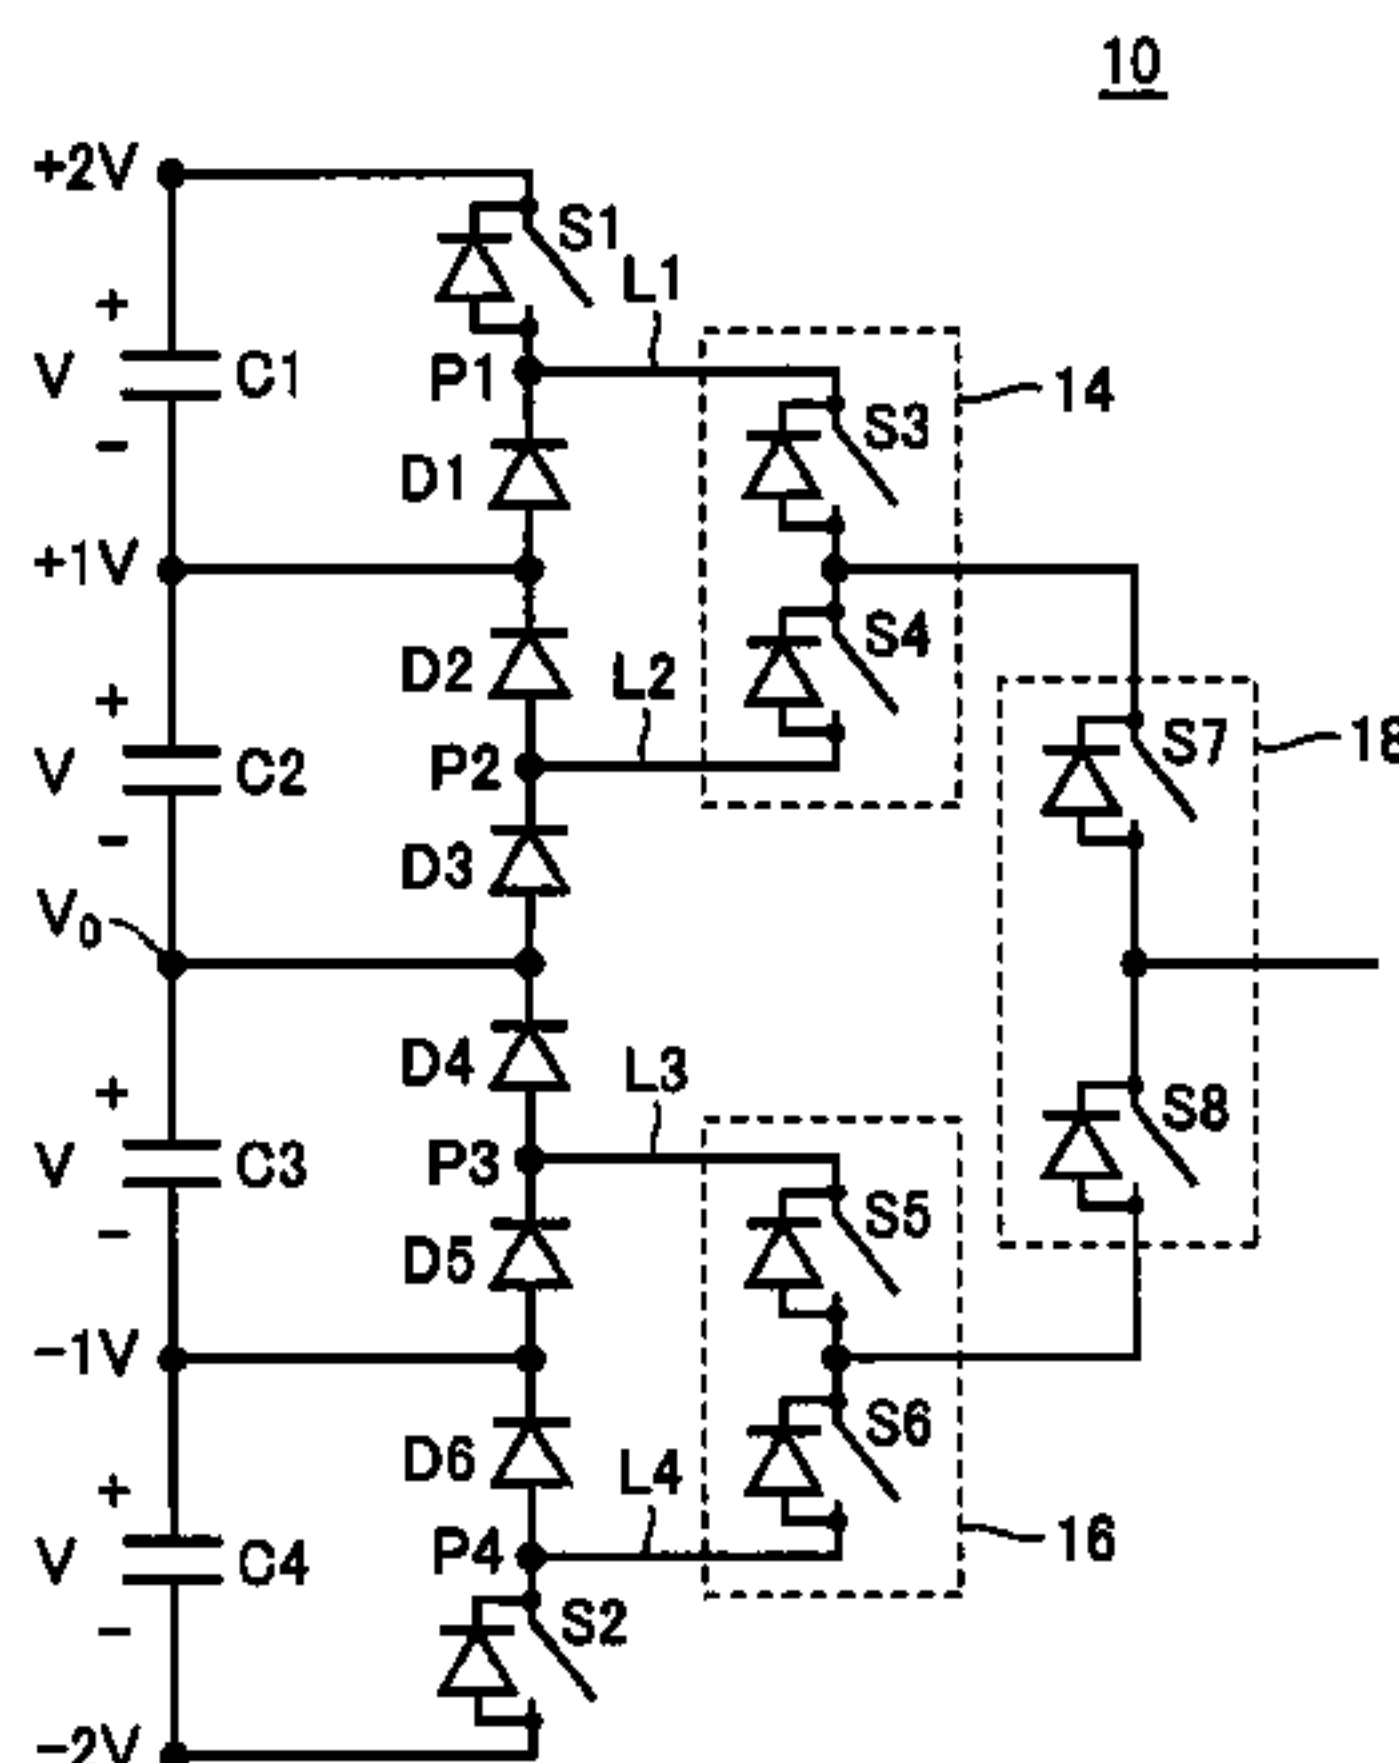 10
+2V
S1
L1
+
V
C1
P1
14
S3
-
D1
+1V
S4
D2
L2
+
S7
18
V
C2
P2
-
D3
V0
D4
L3
+
S8
V
C3
P3
S5
-
D5
-1V
S6
D6
L4
+
16
V
C4
P4
-
S2
-2V